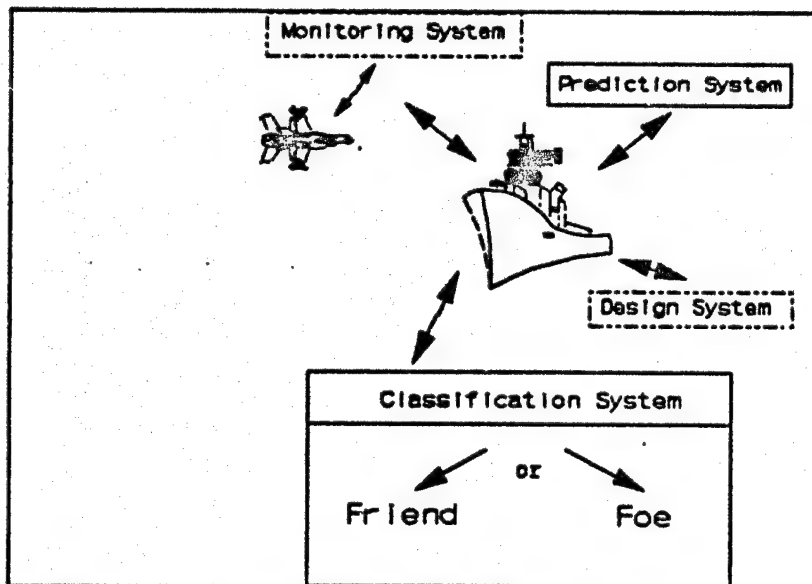 Monitoring System
Prediction System
Design System
Classification System
or
Friend
Foe